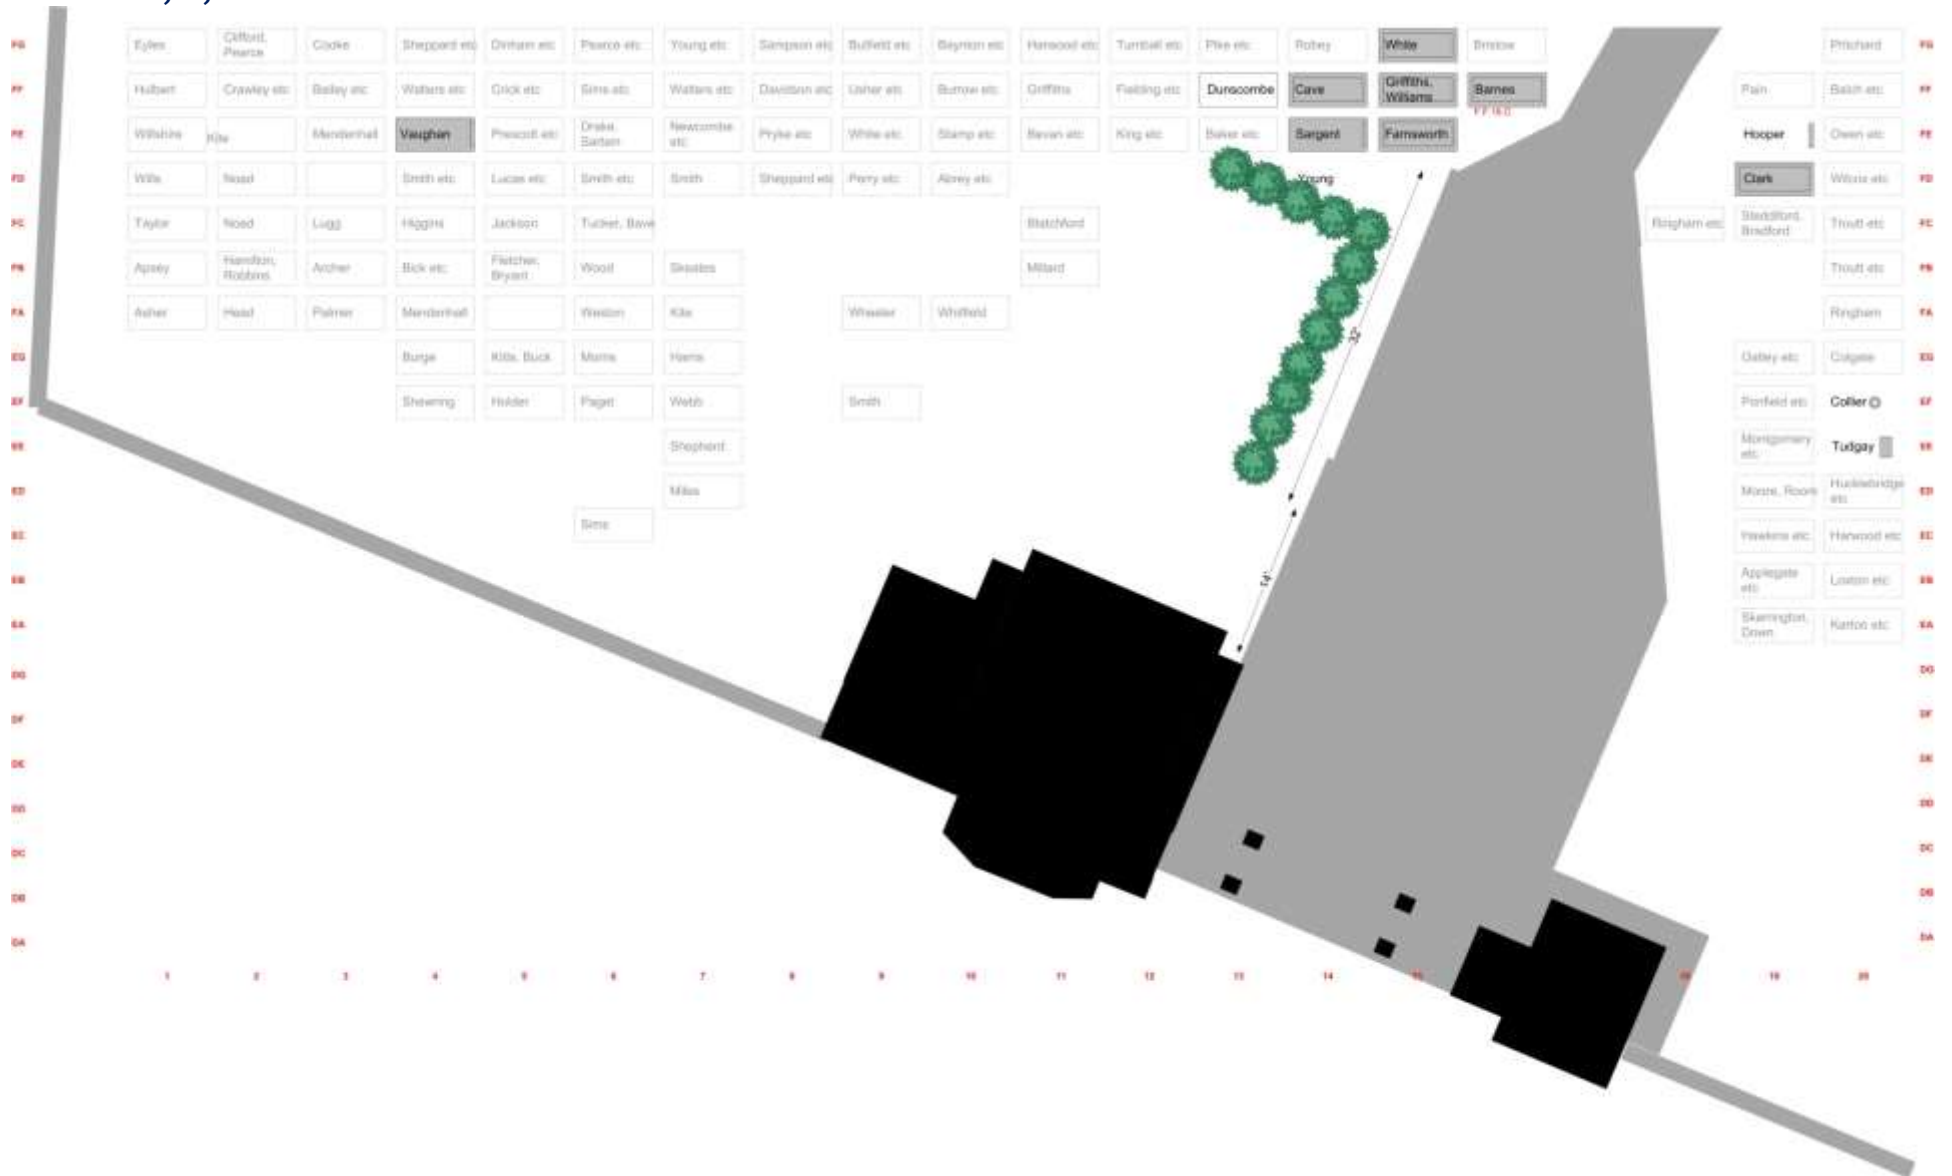 FG Eyles Clifford, Pearce Cooke Sheppard etc Dinham etc Pearce etc Young etc Sampson etc Butfield etc Baynton etc Harwood etc Turnball etc Pike etc Robey White Bristow Pritchard FG
FF Hulbert Crawley etc Bailey etc Walters etc Crick etc Sims etc Walters etc Davidson etc Usher etc Burrow etc Griffiths Fielding etc Dunscombe Cave Griffiths, Williams Barnes Pain Balch etc FF
F.F.16.C
FE Wiltshire Kite Mendenhall Vaughan Prescott etc Drake, Sartain Newcombe etc Pryke etc White etc Stamp etc Bevan etc King etc Baker etc Sargent Farnsworth Hooper Owen etc FE
FD Wills Noad Smith etc Lucas etc Smith etc Smith Sheppard etc Perry etc Abrey etc Young Clark Wilcox etc FD
FC Taylor Noad Lugg Higgins Jackson Tucker, Bave Blatchford Ringham etc Bradford Troutt etc FC
FB Apsey Hamilton, Robbins Archer Bick etc Fletcher, Bryant Wood Skeates Millard Troutt etc FB
FA Asher Head Palmer Mendenhall Weston Kite Wheeler Whitfield Ringham FA
32'
EG Burge Kitts, Buck Morris Harris Oatley etc Colgate EG
EF Shewring Holder Paget Webb Smith Ponfield etc Collier EF
EE Shepherd Montgomery etc Tudgay EE
ED Miles Moore, Room Hucklebridge etc ED
EC Sims Hawkins etc Harwood etc EC
14'
EB Applegate etc Loxton etc EB
EA Skerrington, Down Kerton etc EA
DG DG
DF DF
DE DE
DD DD
DC DC
DB DB
DA DA
1 2 3 4 5 6 7 8 9 10 11 12 13 14 15 18 19 20